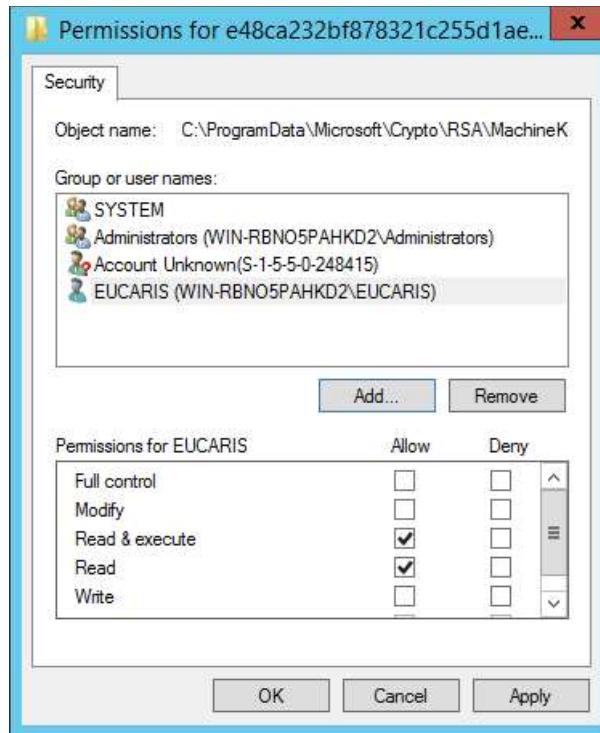 Permissions for e48ca232bf878321c255d1ae...
x
Security
Object name: C:\ProgramData\Microsoft\Crypto\RSA\MachineK
Group or user names:
SYSTEM
Administrators (WIN-RBNO5PAHKD2\Administrators)
Account Unknown(S-1-5-5-0-248415)
EUCARIS (WIN-RBNO5PAHKD2\EUCARIS)
Add... Remove
Permissions for EUCARIS Allow Deny
Full control
Modify
Read & execute
Read
Write
OK Cancel Apply